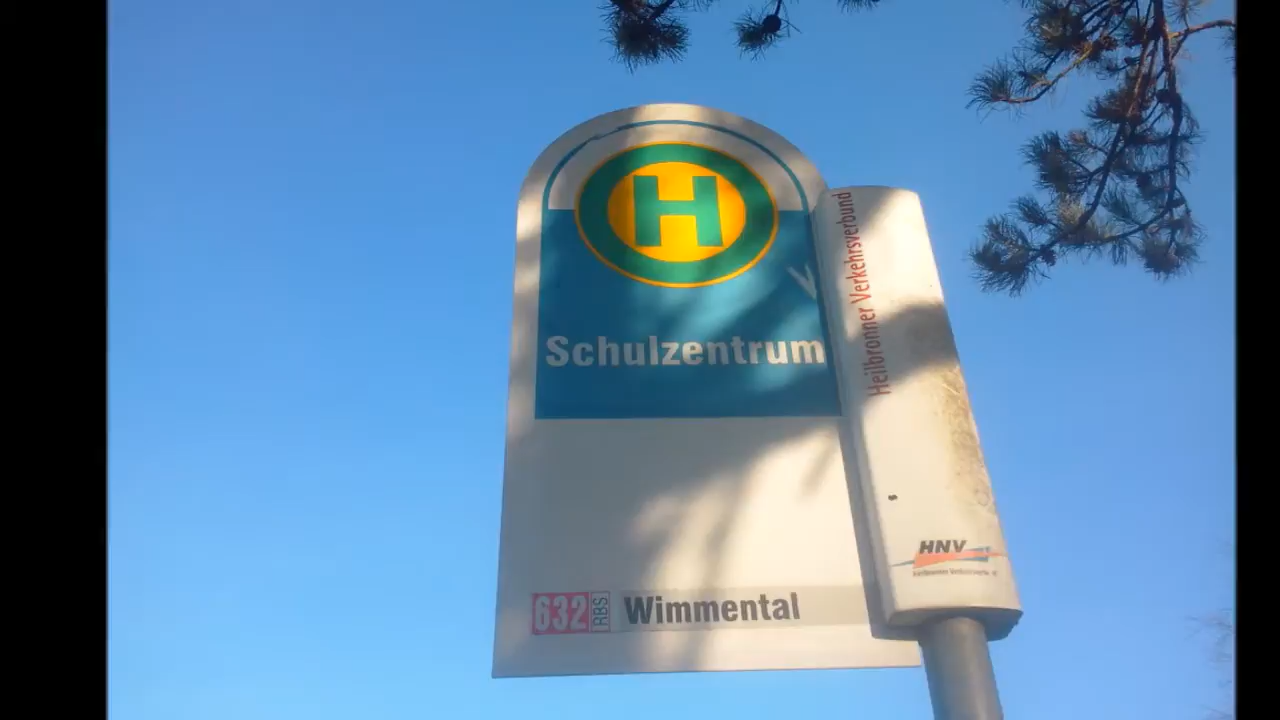 H
Schulzentrum
632 RBS Wimmental
Heilbronner Verkehrsverbund
HNV